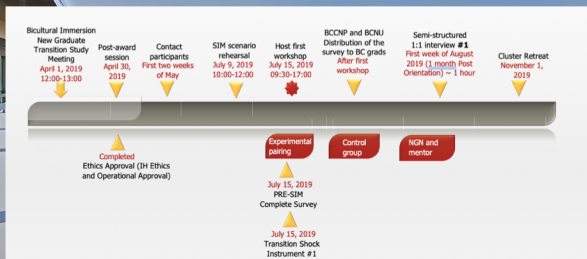 Bicultural Immersion
New Graduate
Transition Study
Meeting
April 1, 2019
12:00-13:00
Post-award
session
April 30,
2019
Contact
participants
First two weeks
of May
SIM scenario
rehearsal
July 9, 2019
10:00-12:00
Host first
workshop
July 15, 2019
09:30-17:00
BCCNP and BCNU
Distribution of the
survey to BC grads
After first
workshop
Semi-structured
1:1 interview #1
First week of August
2019 (1 month Post
Orientation) ~ 1 hour
Cluster Retreat
November 1,
2019
Completed
Ethics Approval (IH Ethics
and Operational Approval)
Experimental
pairing
Control
group
NGN and
mentor
July 15, 2019
PRE-SIM
Complete Survey
July 15, 2019
Transition Shock
Instrument #1